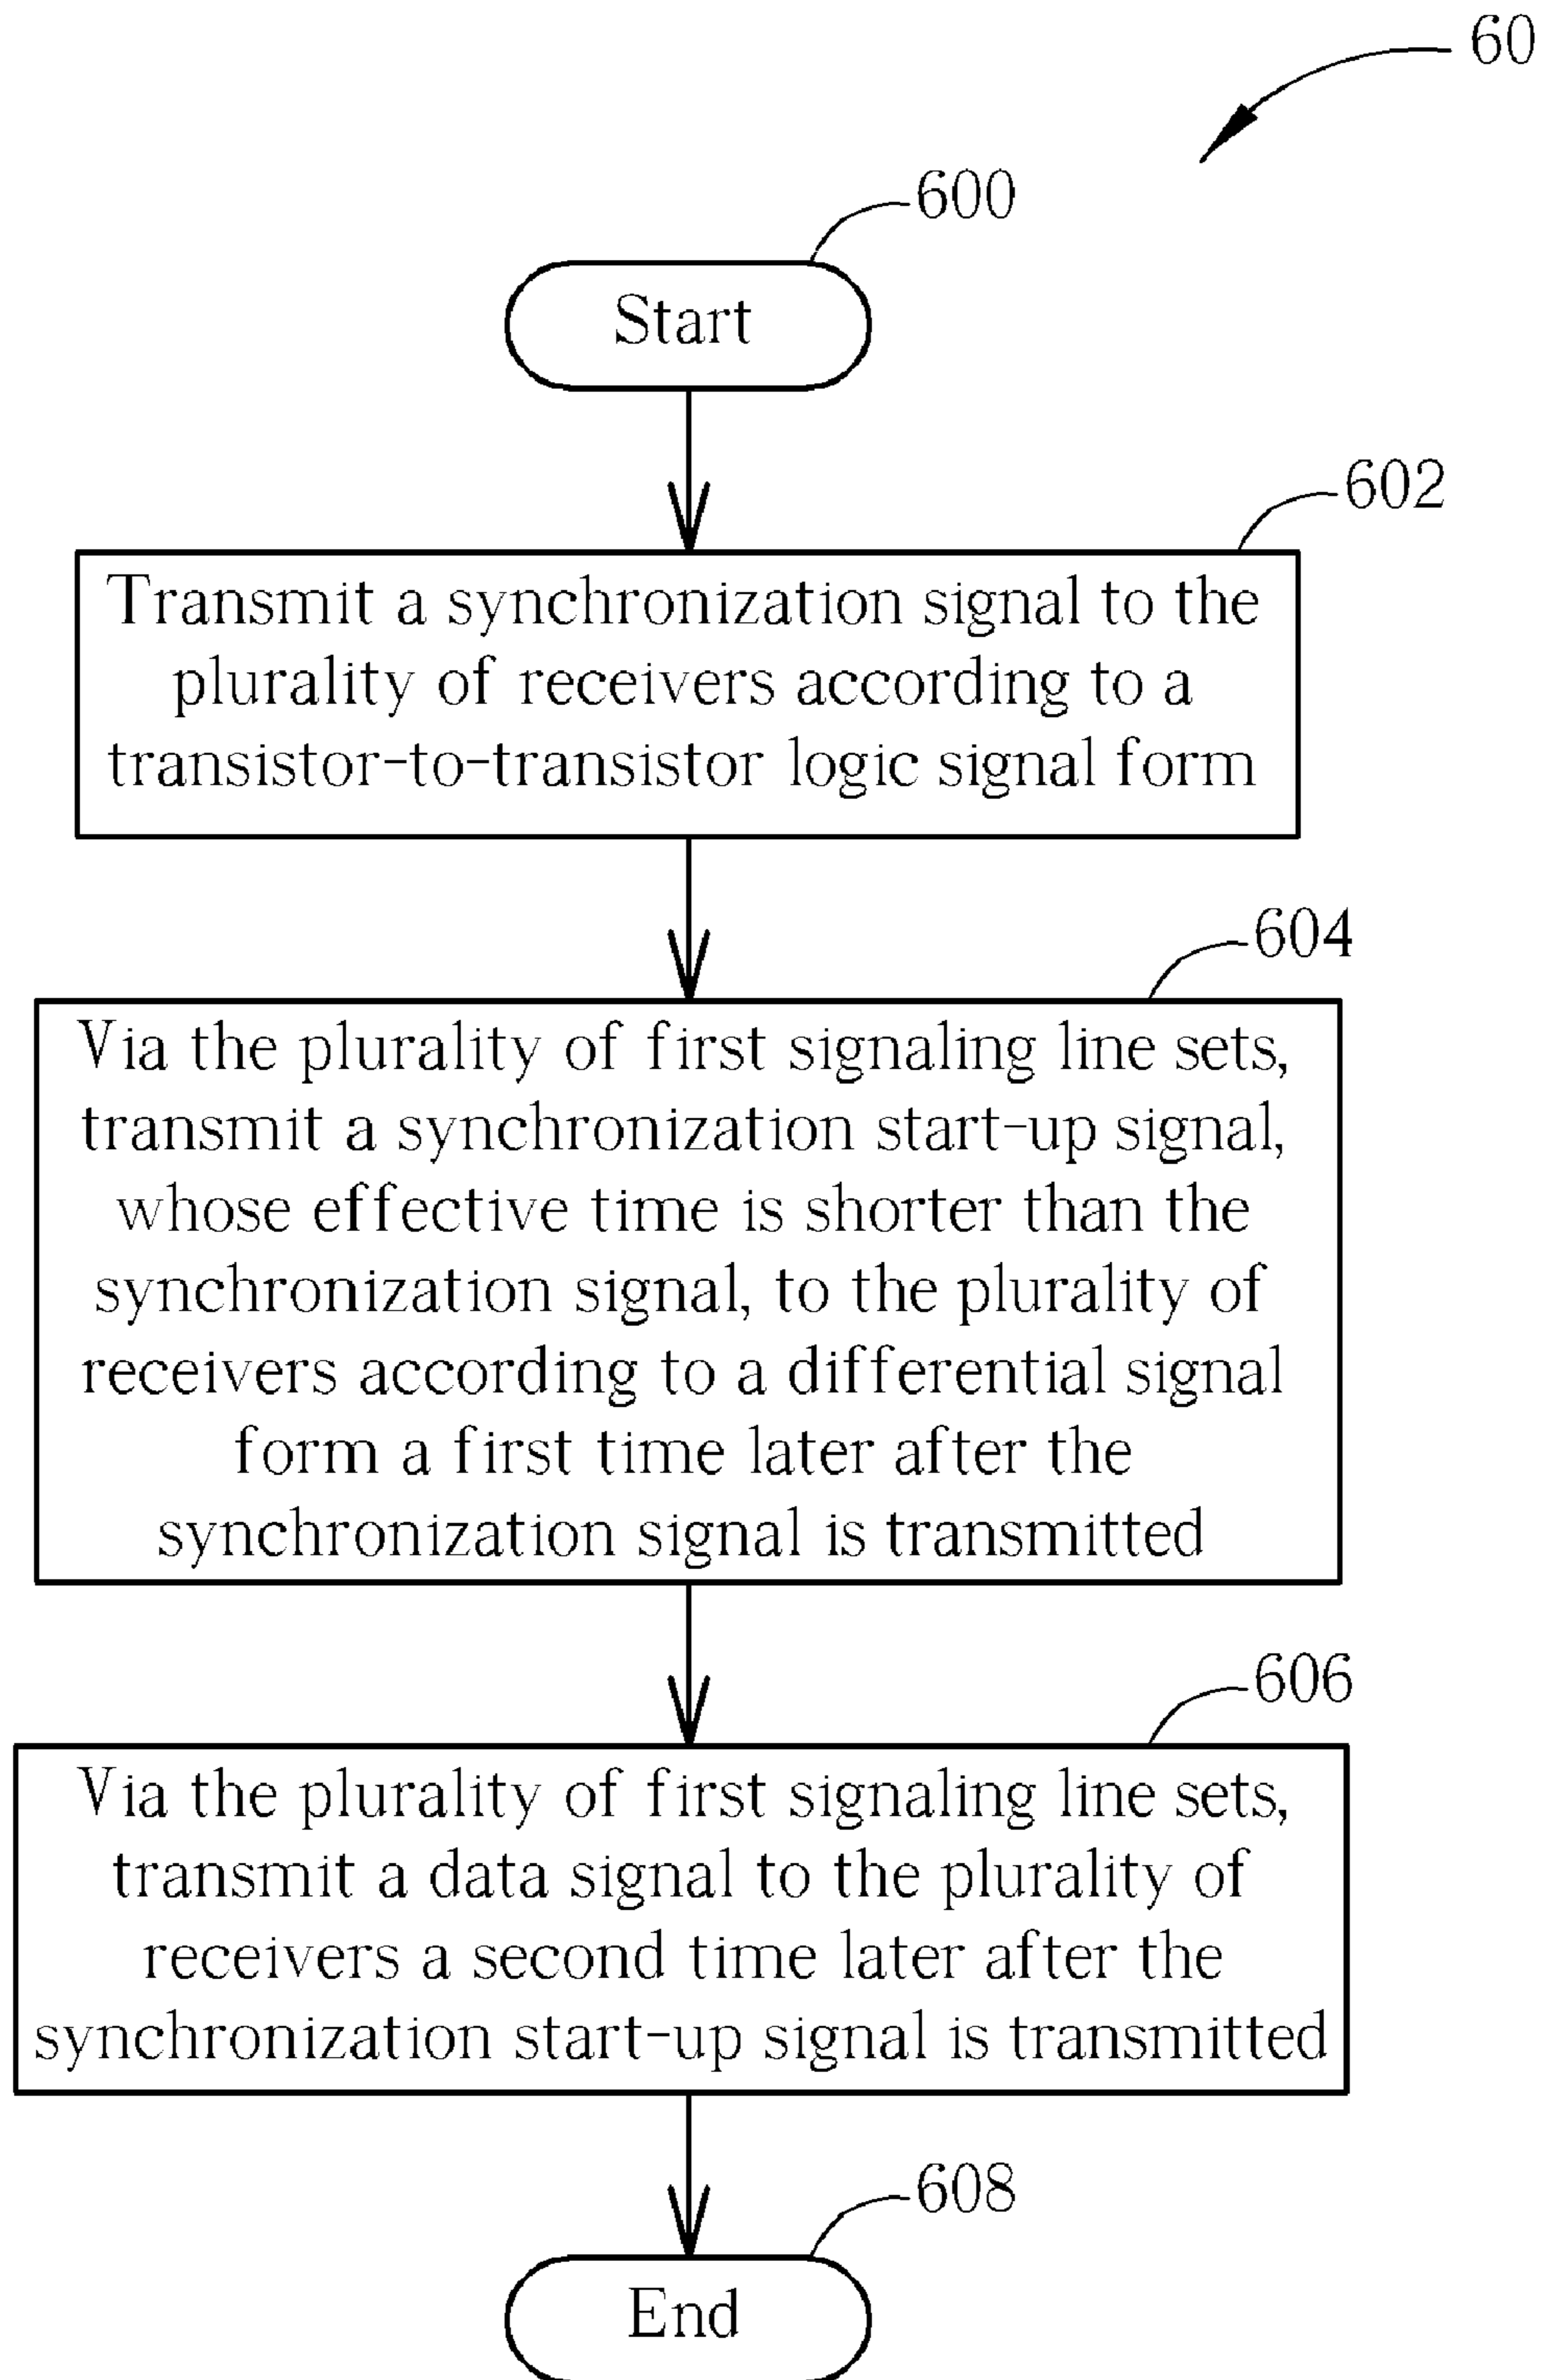 60
600
Start
602
Transmit a synchronization signal to the
plurality of receivers according to a
transistor-to-transistor logic signal form
604
Via the plurality of first signaling line sets,
transmit a synchronization start-up signal,
whose effective time is shorter than the
synchronization signal, to the plurality of
receivers according to a differential signal
form a first time later after the
synchronization signal is transmitted
606
Via the plurality of first signaling line sets,
transmit a data signal to the plurality of
receivers a second time later after the
synchronization start-up signal is transmitted
608
End